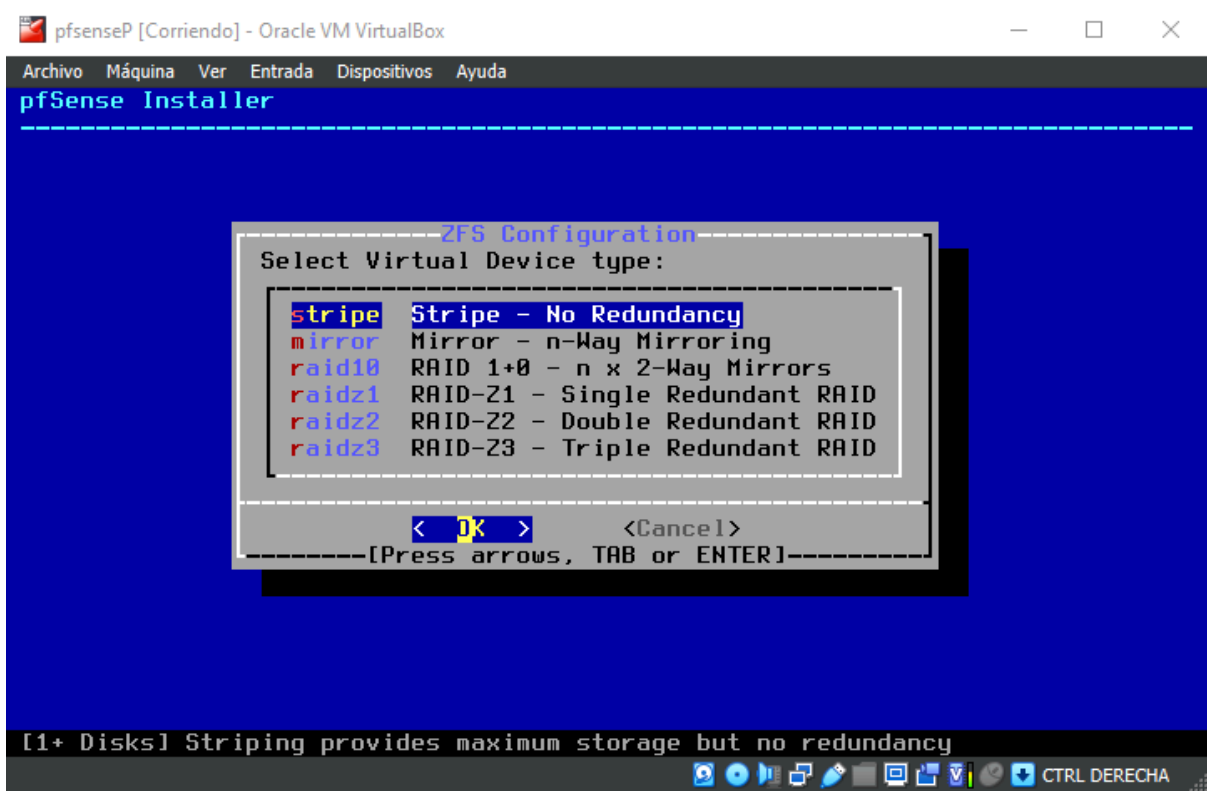 pfsenseP [Corriendo] - Oracle VM VirtualBox
Archivo Máquina Ver Entrada Dispositivos Ayuda
pfSense Installer
ZFS Configuration
Select Virtual Device type:
stripe Stripe - No Redundancy
mirror Mirror - n-Way Mirroring
raid10 RAID 1+0 - n x 2-Way Mirrors
raidz1 RAID-Z1 - Single Redundant RAID
raidz2 RAID-Z2 - Double Redundant RAID
raidz3 RAID-Z3 - Triple Redundant RAID
< OK > <Cancel>
[Press arrows, TAB or ENTER]
[1+ Disks] Striping provides maximum storage but no redundancy
CTRL DERECHA